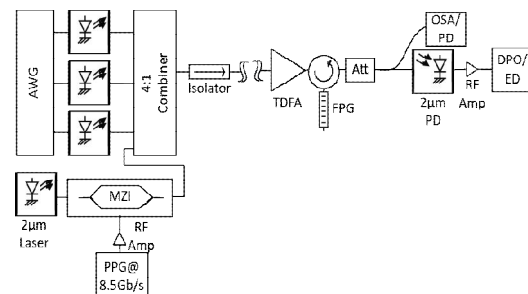 AWG
4:1
Combiner
Isolator
TDFA
FPG
Att
OSA/
PD
2µm
PD
RF
Amp
DPO/
ED
2µm
Laser
MZI
RF
Amp
PPG@
8.5Gb/s